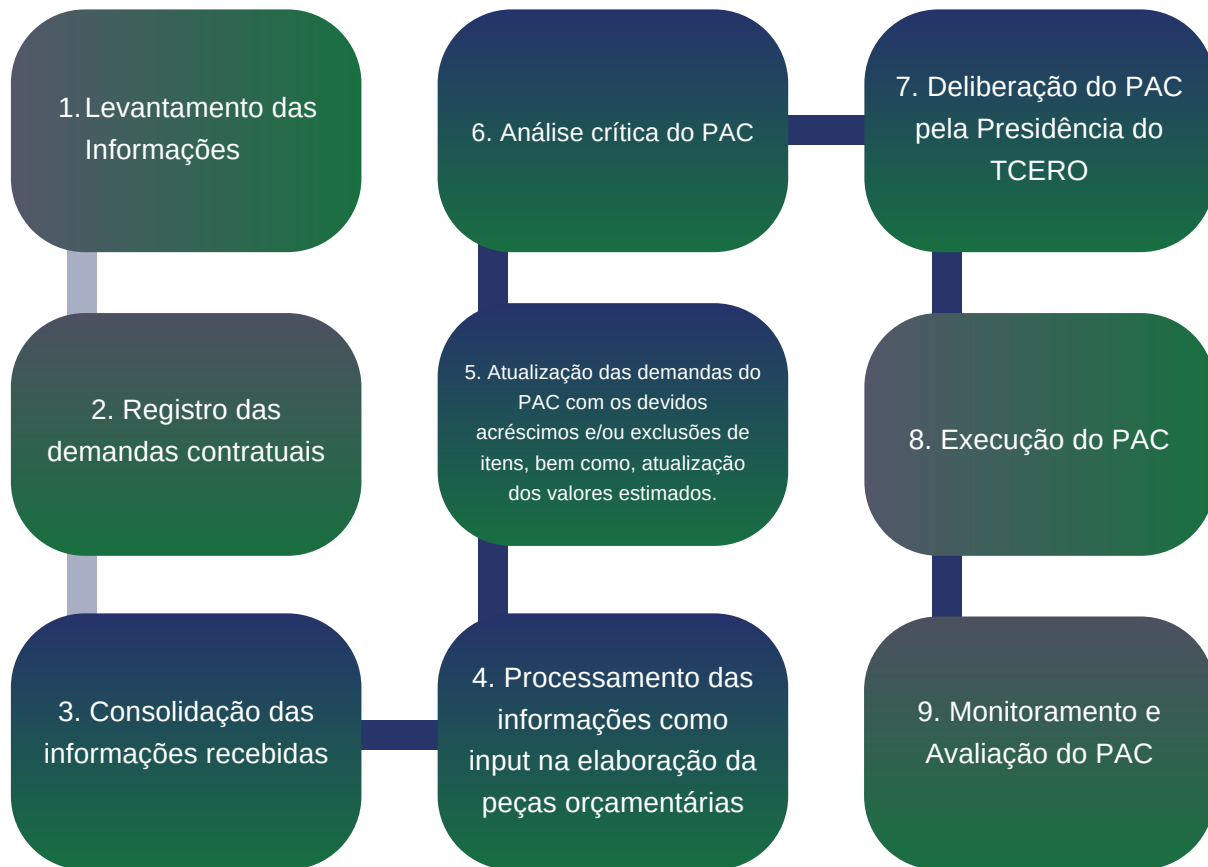 1. Levantamento das
Informações
2. Registro das
demandas contratuais
3. Consolidação das
informações recebidas
4. Processamento das
informações como
input na elaboração da
peças orçamentárias
5. Atualização das demandas do
PAC com os devidos
acréscimos e/ou exclusões de
itens, bem como, atualização
dos valores estimados.
6. Análise crítica do PAC
7. Deliberação do PAC
pela Presidência do
TCERO
8. Execução do PAC
9. Monitoramento e
Avaliação do PAC